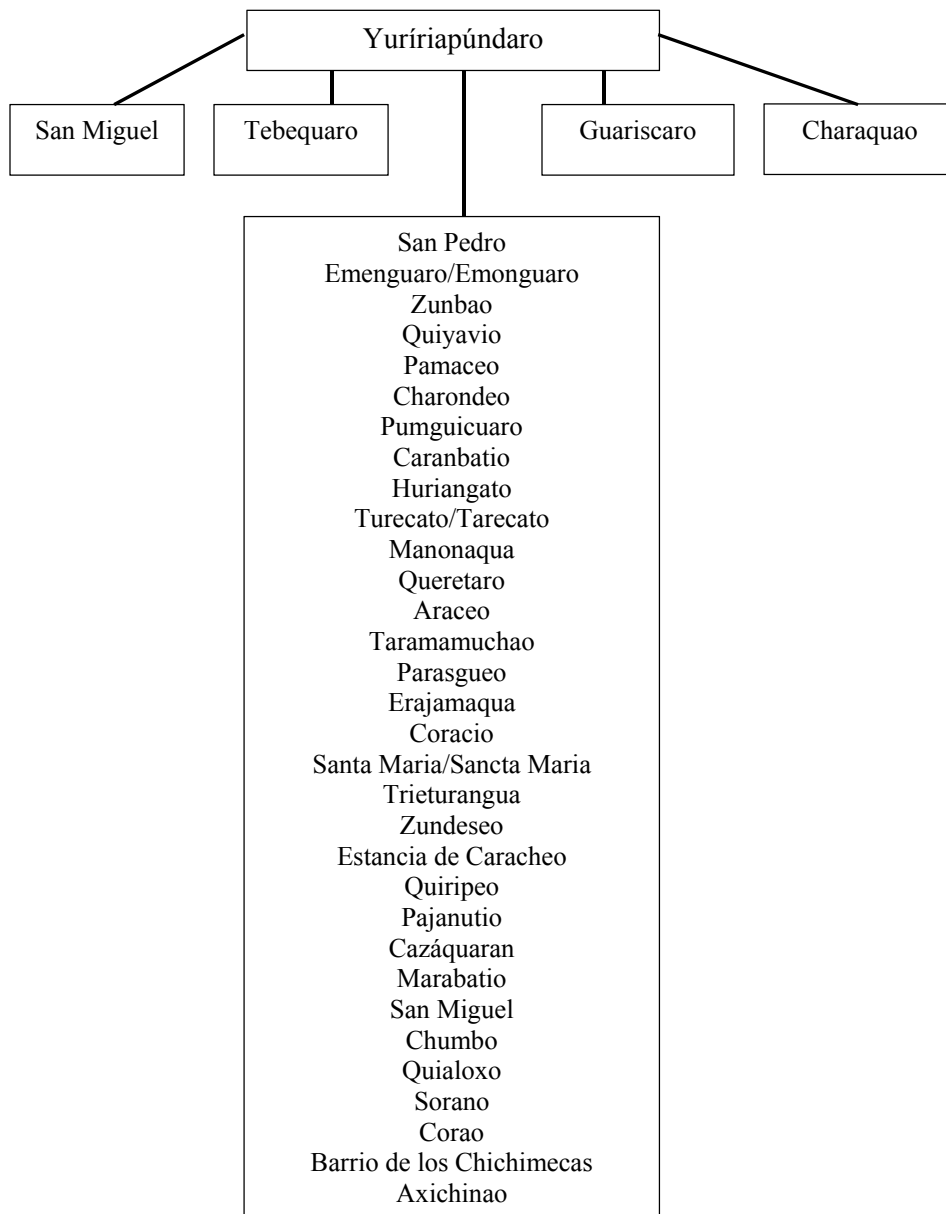 Yuríriapúndaro
San Miguel
Tebequaro
Guariscaro
Charaquao
San Pedro
Emenguaro/Emonguaro
Zunbao
Quiyavio
Pamaceo
Charondeo
Pumguicuaro
Caranbatio
Huriangato
Turecato/Tarecato
Manonaqua
Queretaro
Araceo
Taramamuchao
Parasgueo
Erajamaqua
Coracio
Santa Maria/Sancta Maria
Trieturangua
Zundeseo
Estancia de Caracheo
Quiripeo
Pajanutio
Cazáquaran
Marabatio
San Miguel
Chumbo
Quialoxo
Sorano
Corao
Barrio de los Chichimecas
Axichinao